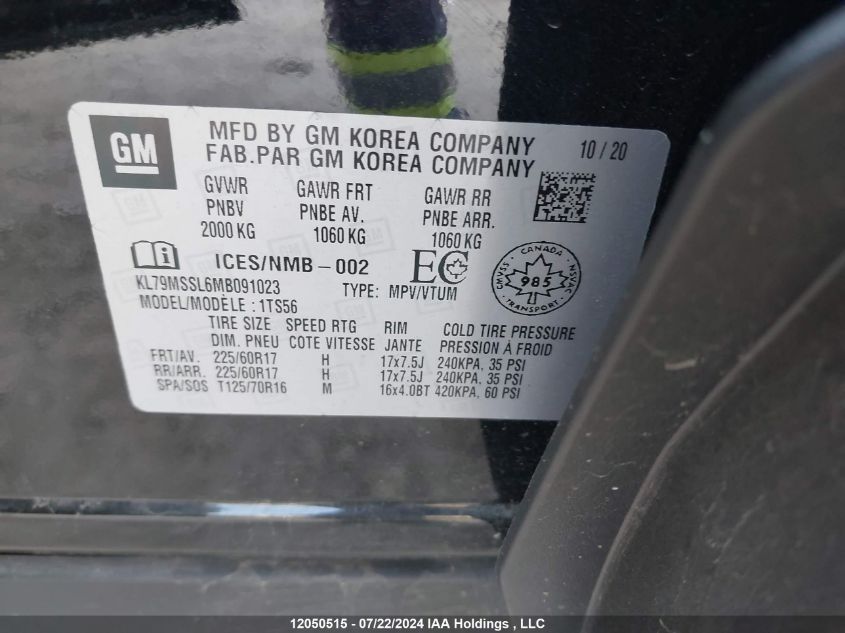 GM
MFD BY GM KOREA COMPANY 10 / 20
FAB.PAR GM KOREA COMPANY
GVWR GAWR FRT GAWR RR
PNBV PNBE AV. PNBE ARR.
2000 KG 1060 KG 1060 KG
i ICES/NMB-002 EC
CANADA
CMVSS 985 NSVAC
TRANSPORT
KL79MSSL6MB091023 TYPE: MPV/VTUM
MODEL/MODÈLE : 1TS56
TIRE SIZE SPEED RTG RIM COLD TIRE PRESSURE
DIM. PNEU COTE VITESSE JANTE PRESSION À FROID
FRT/AV. 225/60R17 H 17x7.5J 240KPA, 35 PSI
RR/ARR. 225/60R17 H 17x7.5J 240KPA, 35 PSI
SPA/SOS T125/70R16 M 16x4.0BT 420KPA, 60 PSI
12050515 - 07/22/2024 IAA Holdings , LLC